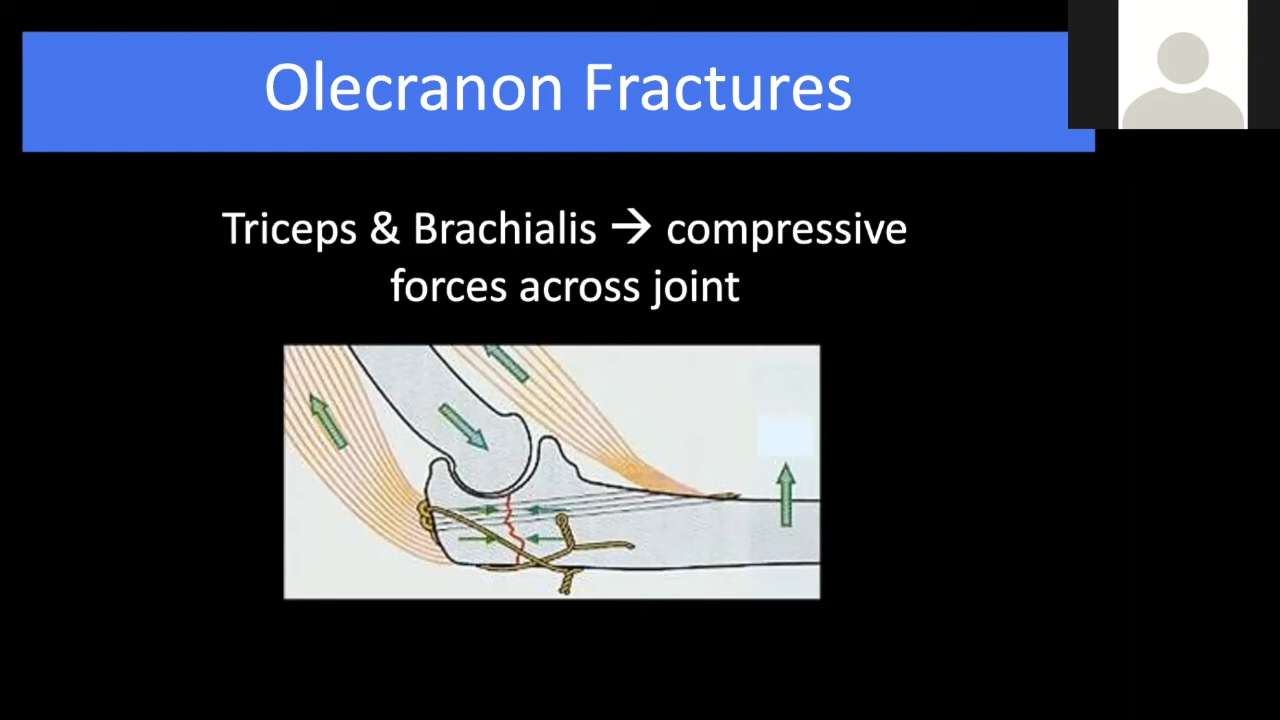 Olecranon Fractures
Triceps & Brachialis → compressive
forces across joint